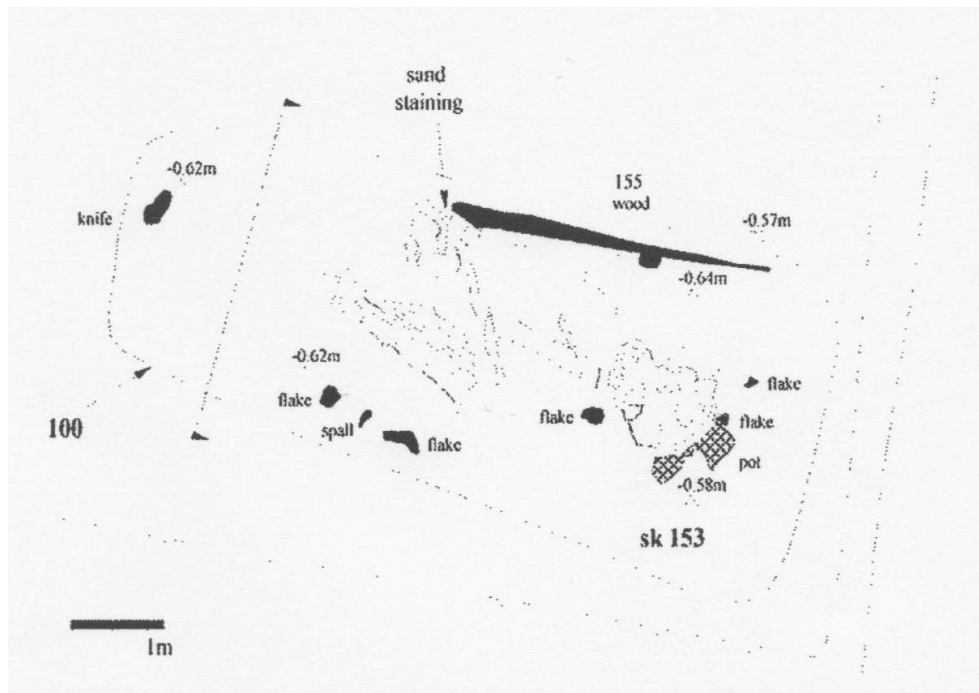 sand
staining
-0.62m
knife
155
wood
-0.57m
-0.64m
-0.62m
flake
flake
flake
spall
flake
flake
100
pot
-0.58m
sk 153
1m